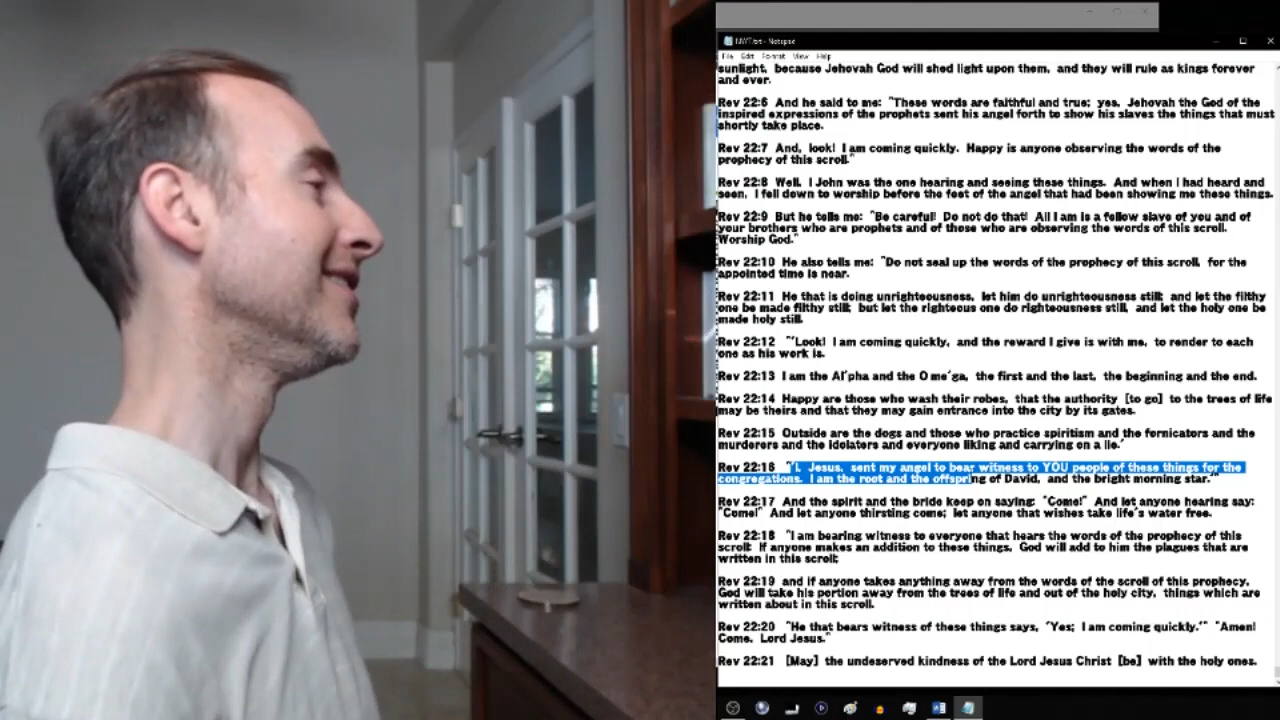 NWT.txt - Notepad
File Edit Format View Help
sunlight, because Jehovah God will shed light upon them, and they will rule as kings forever
and ever.
Rev 22:6 And he said to me: "These words are faithful and true; yes, Jehovah the God of the
inspired expressions of the prophets sent his angel forth to show his slaves the things that must
shortly take place.
Rev 22:7 And, look! I am coming quickly. Happy is anyone observing the words of the
prophecy of this scroll."
Rev 22:8 Well, I John was the one hearing and seeing these things. And when I had heard and
seen, I fell down to worship before the feet of the angel that had been showing me these things.
Rev 22:9 But he tells me: "Be careful! Do not do that! All I am is a fellow slave of you and of
your brothers who are prophets and of those who are observing the words of this scroll.
Worship God."
Rev 22:10 He also tells me: "Do not seal up the words of the prophecy of this scroll, for the
appointed time is near.
Rev 22:11 He that is doing unrighteousness, let him do unrighteousness still; and let the filthy
one be made filthy still; but let the righteous one do righteousness still, and let the holy one be
made holy still.
Rev 22:12 "'Look! I am coming quickly, and the reward I give is with me, to render to each
one as his work is.
Rev 22:13 I am the Al'pha and the O me'ga, the first and the last, the beginning and the end.
Rev 22:14 Happy are those who wash their robes, that the authority [to go] to the trees of life
may be theirs and that they may gain entrance into the city by its gates.
Rev 22:15 Outside are the dogs and those who practice spiritism and the fornicators and the
murderers and the idolaters and everyone liking and carrying on a lie.'
Rev 22:16 "'I, Jesus, sent my angel to bear witness to YOU people of these things for the
congregations. I am the root and the offspring of David, and the bright morning star.'"
Rev 22:17 And the spirit and the bride keep on saying: "Come!" And let anyone hearing say:
"Come!" And let anyone thirsting come; let anyone that wishes take life's water free.
Rev 22:18 "I am bearing witness to everyone that hears the words of the prophecy of this
scroll: If anyone makes an addition to these things, God will add to him the plagues that are
written in this scroll;
Rev 22:19 and if anyone takes anything away from the words of the scroll of this prophecy,
God will take his portion away from the trees of life and out of the holy city, things which are
written about in this scroll.
Rev 22:20 "He that bears witness of these things says, 'Yes; I am coming quickly.'" "Amen!
Come, Lord Jesus."
Rev 22:21 [May] the undeserved kindness of the Lord Jesus Christ [be] with the holy ones.